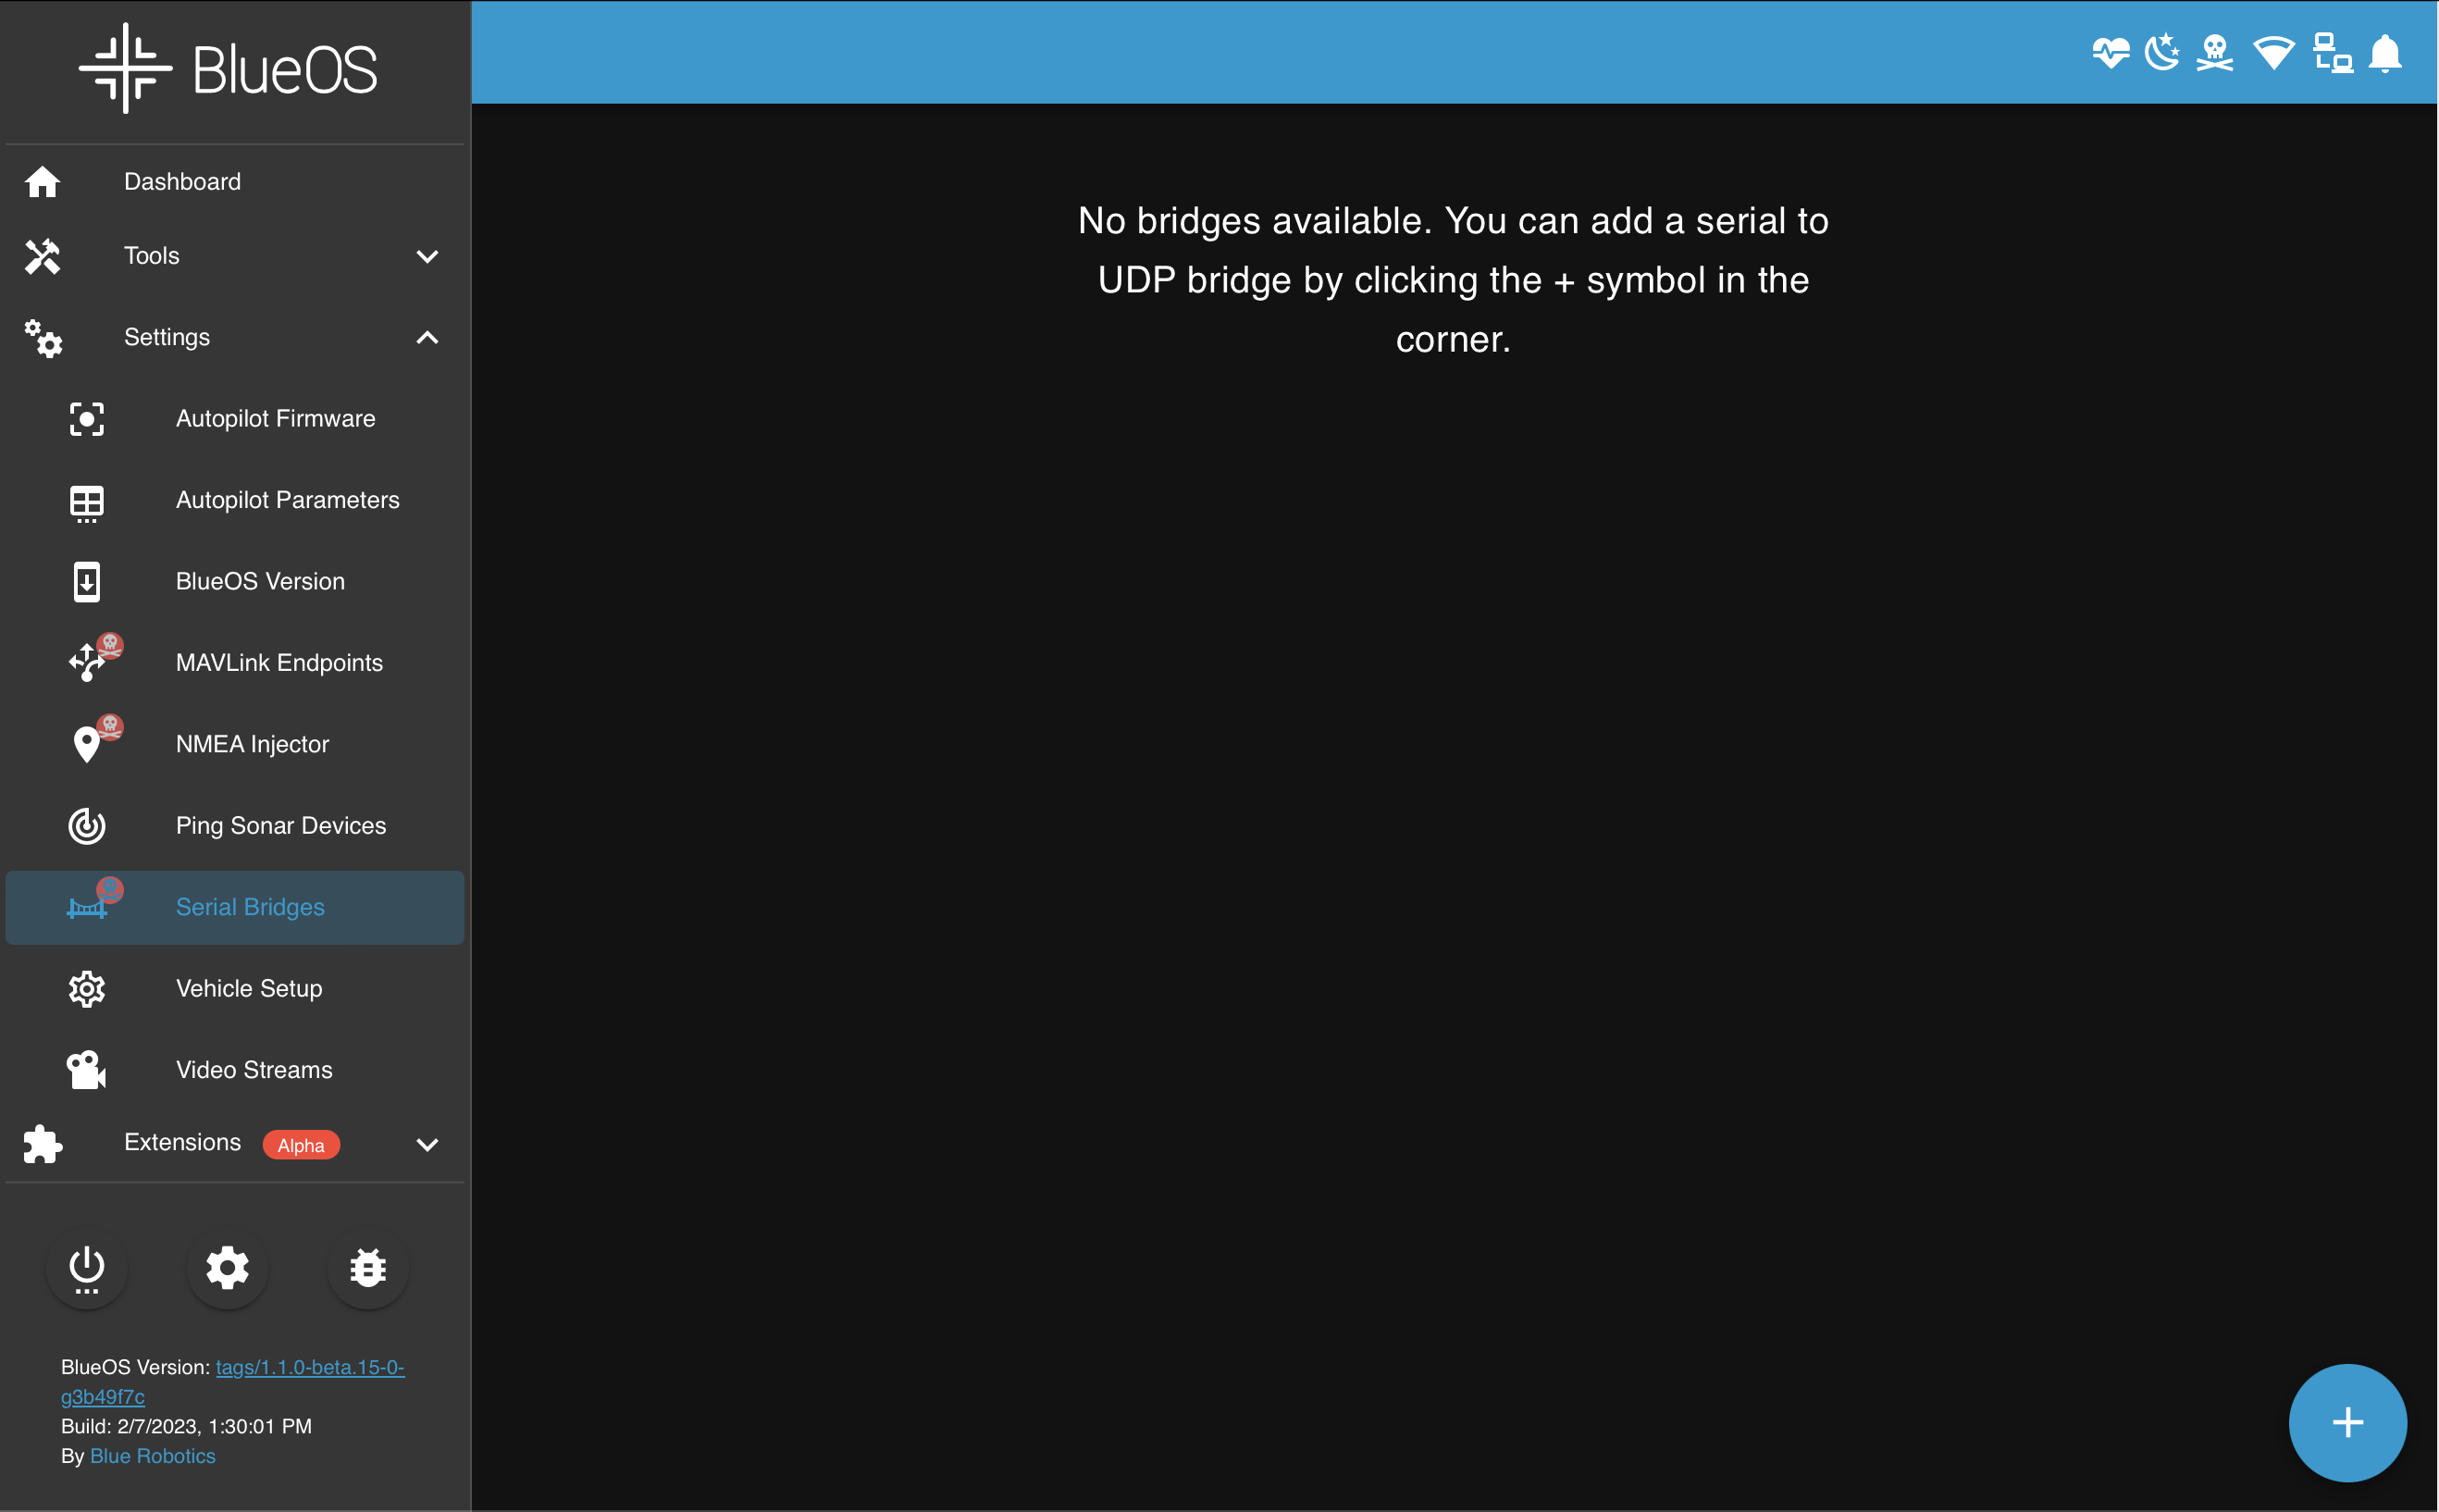 BlueOS
Dashboard
Tools
Settings
Autopilot Firmware
Autopilot Parameters
BlueOS Version
MAVLink Endpoints
NMEA Injector
Ping Sonar Devices
Serial Bridges
Vehicle Setup
Video Streams
Extensions Alpha
BlueOS Version: tags/1.1.0-beta.15-0-
g3b49f7c
Build: 2/7/2023, 1:30:01 PM
By Blue Robotics
No bridges available. You can add a serial to
UDP bridge by clicking the + symbol in the
corner.